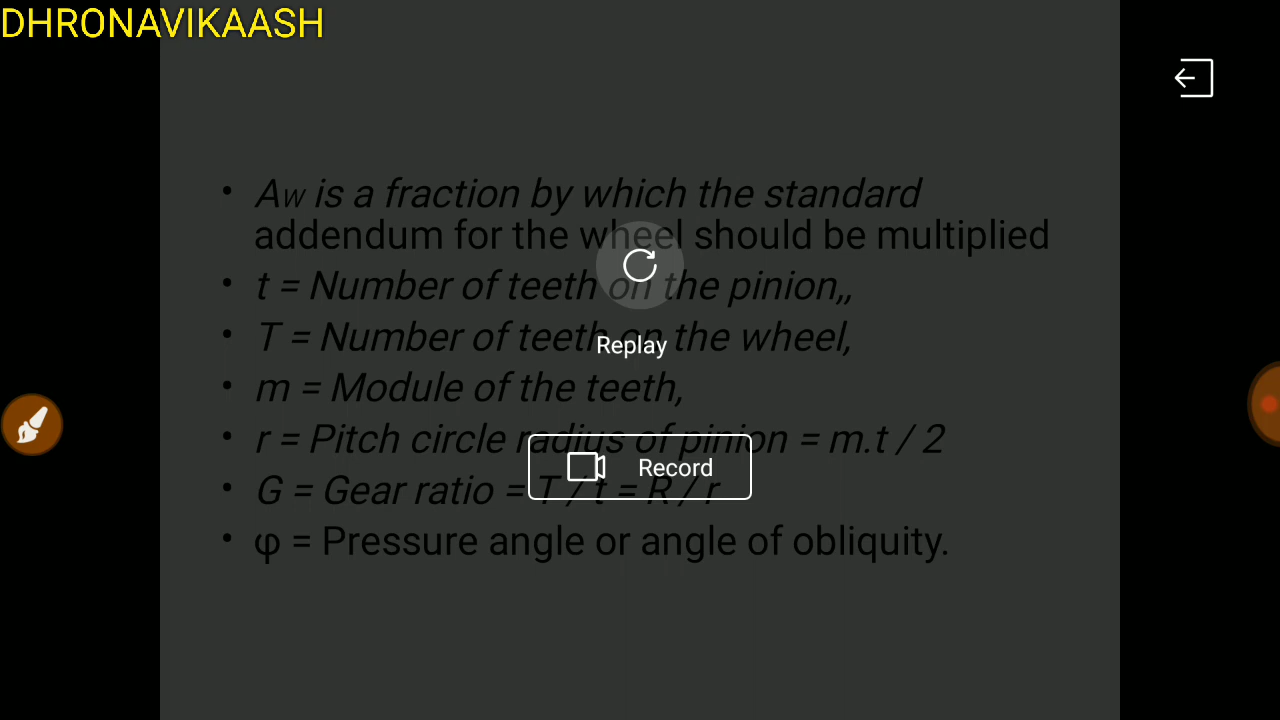 DHRONAVIKAASH
• Aw is a fraction by which the standard
addendum for the wheel should be multiplied
• t = Number of teeth on the pinion,,
• T = Number of teeth on the wheel,
• m = Module of the teeth,
• r = Pitch circle radius of pinion = m.t / 2
• G = Gear ratio = T / t = R / r
• φ = Pressure angle or angle of obliquity.
Replay
Record